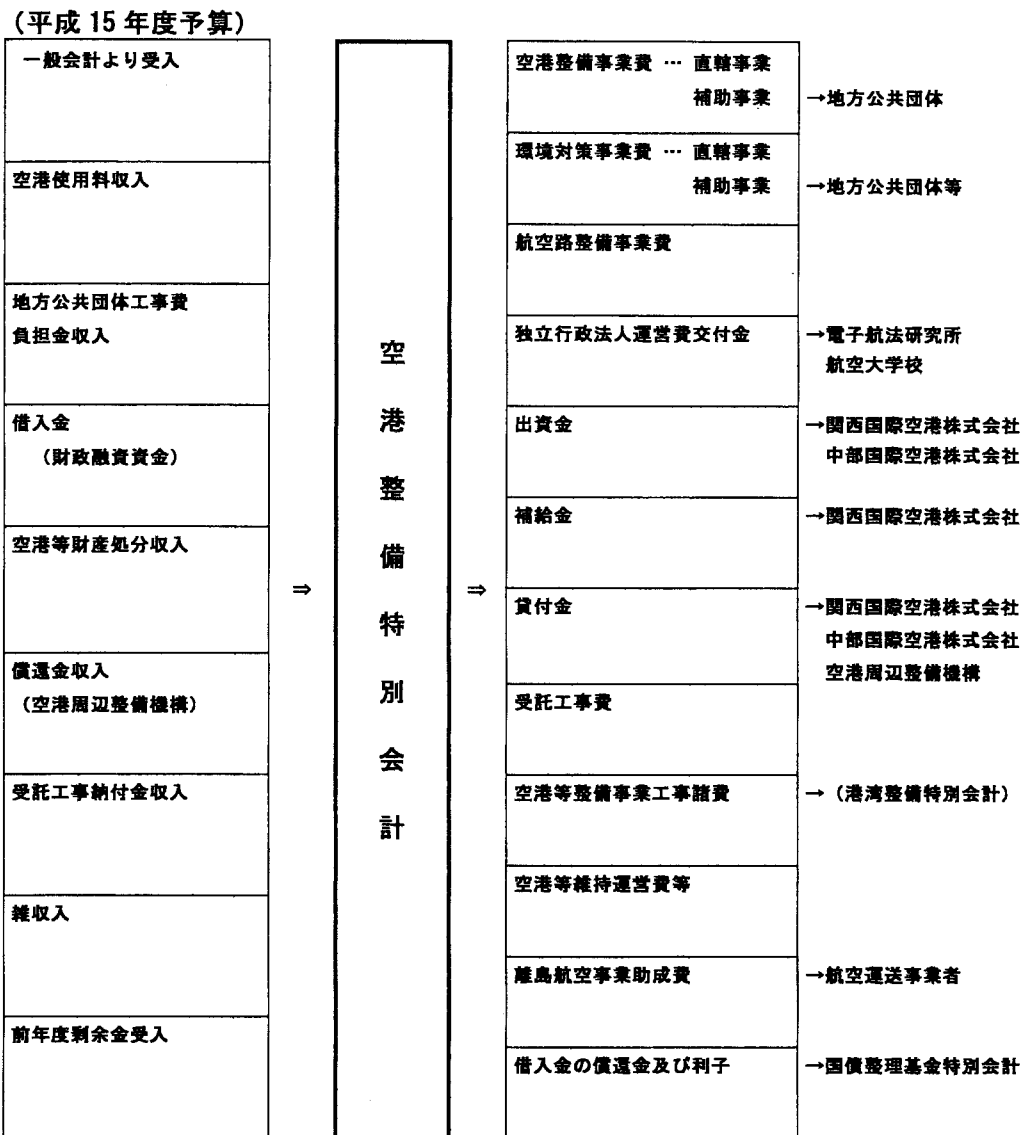 (平成 15 年度予算)
一般会計より受入
空港使用料収入
地方公共団体工事費
負担金収入
借入金
(財政融資資金)
空港等財産処分収入
償還金収入
(空港周辺整備機構)
受託工事納付金収入
雑収入
前年度剰余金受入
⇒
空港整備特別会計
⇒
空港整備事業費 … 直轄事業
補助事業 →地方公共団体
環境対策事業費 … 直轄事業
補助事業 →地方公共団体等
航空路整備事業費
独立行政法人運営費交付金 →電子航法研究所
航空大学校
出資金 →関西国際空港株式会社
中部国際空港株式会社
補給金 →関西国際空港株式会社
貸付金 →関西国際空港株式会社
中部国際空港株式会社
空港周辺整備機構
受託工事費
空港等整備事業工事諸費 →(港湾整備特別会計)
空港等維持運営費等
離島航空事業助成費 →航空運送事業者
借入金の償還金及び利子 →国債整理基金特別会計